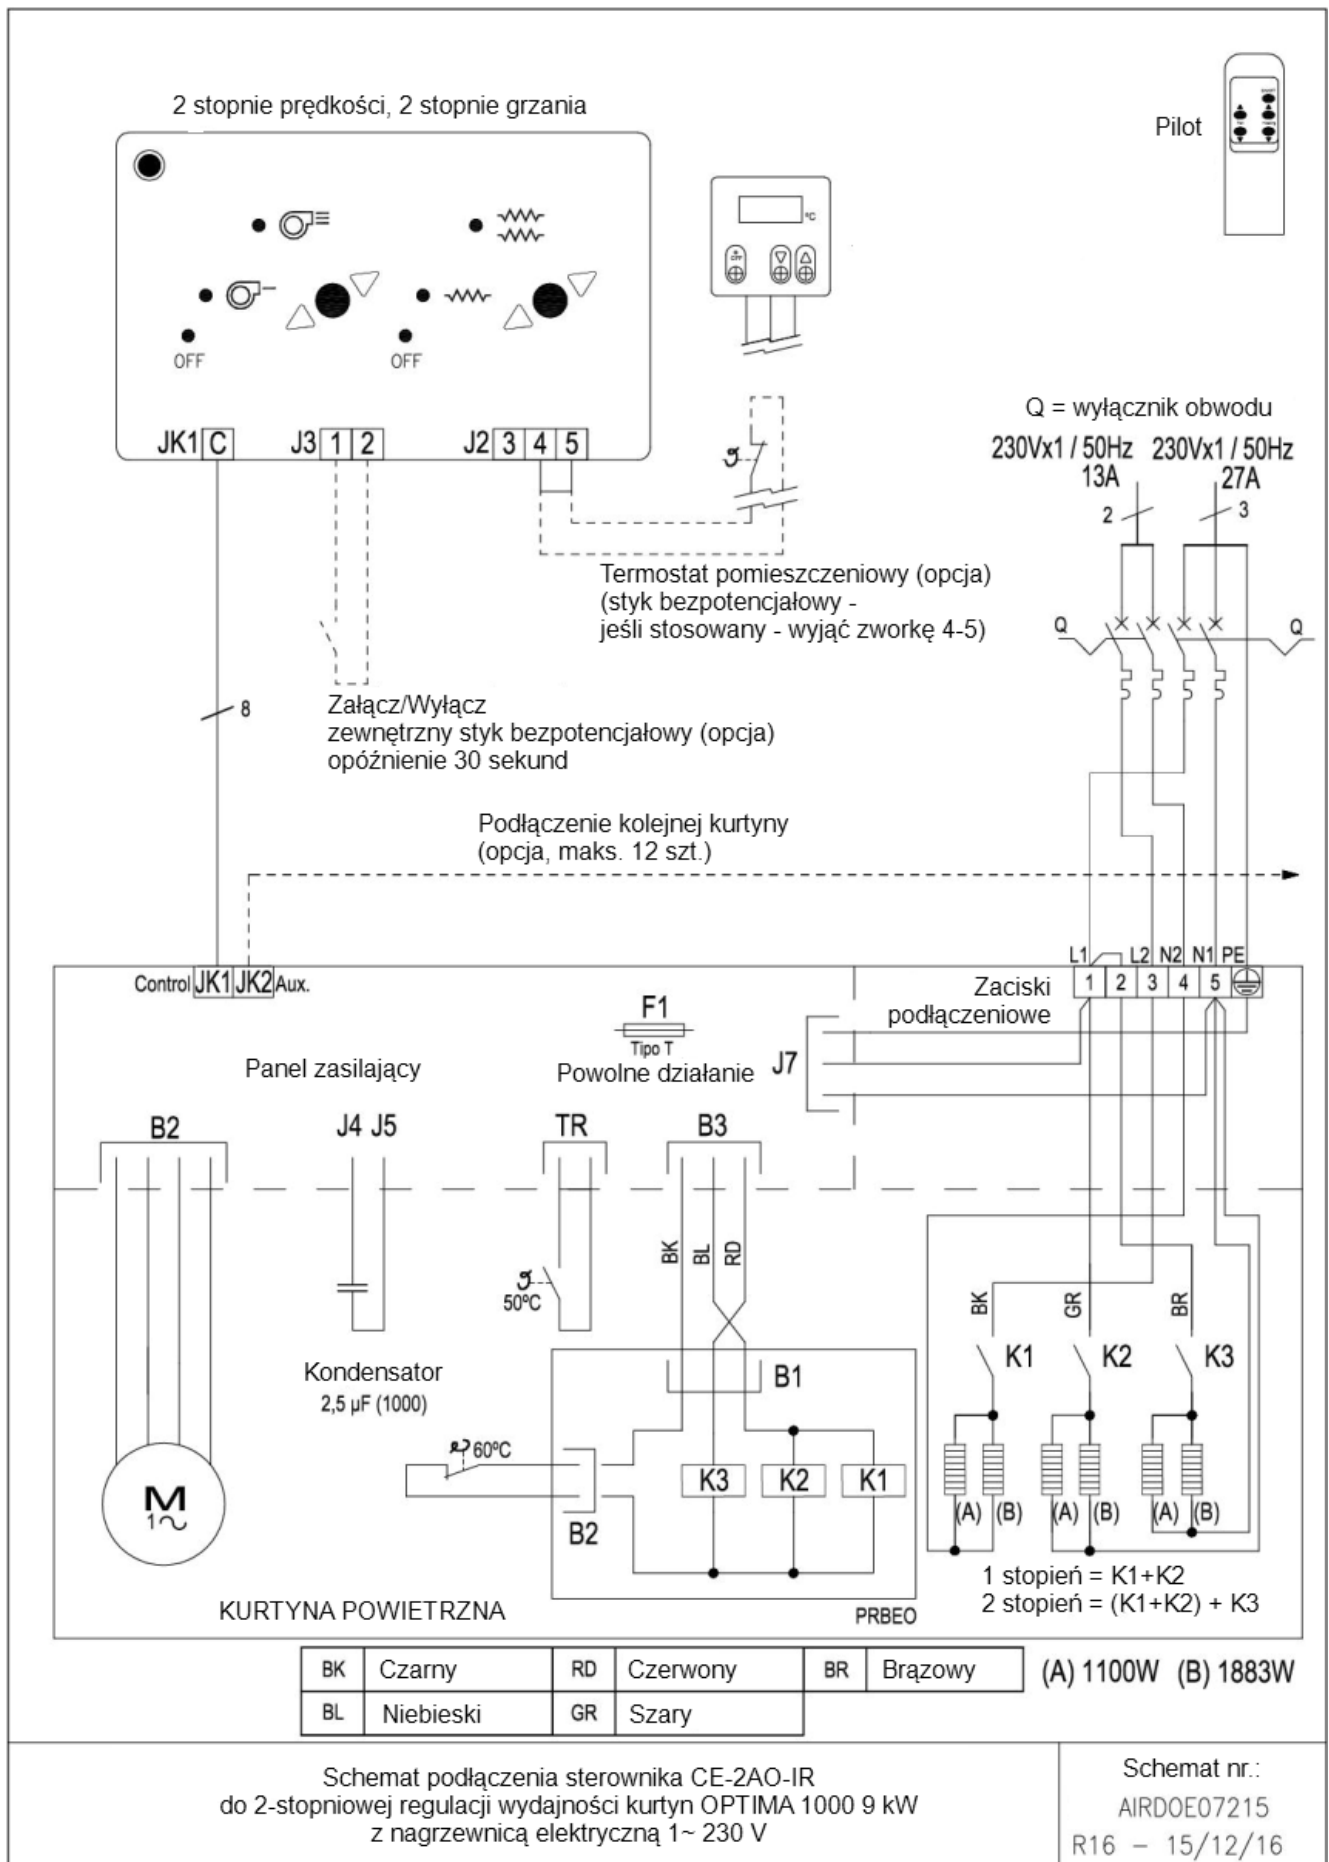 2 stopnie prędkości, 2 stopnie grzania
Pilot
°C
OFF
OFF
OFF
JK1 C
J3 1 2
J2 3 4 5
Q = wyłącznik obwodu
230Vx1 / 50Hz 230Vx1 / 50Hz
13A 27A
2 3
Q Q
Termostat pomieszczeniowy (opcja)
(styk bezpotencjałowy -
jeśli stosowany - wyjąć zworkę 4-5)
8
Załącz/Wyłącz
zewnętrzny styk bezpotencjałowy (opcja)
opóźnienie 30 sekund
Podłączenie kolejnej kurtyny
(opcja, maks. 12 szt.)
L1 L2 N2 N1 PE
Control JK1 JK2 Aux.
1 2 3 4 5
Zaciski
podłączeniowe
F1
Tipo T
Powolne działanie
J7
Panel zasilający
B2
J4 J5
TR
B3
BK BL RD
50°C
BK GR BR
K1 K2 K3
Kondensator
2,5 µF (1000)
B1
60°C
K3 K2 K1
B2
M
1~
(A) (B) (A) (B) (A) (B)
1 stopień = K1+K2
2 stopień = (K1+K2) + K3
KURTYNA POWIETRZNA
PRBEO
BK Czarny RD Czerwony BR Brązowy
(A) 1100W (B) 1883W
BL Niebieski GR Szary
Schemat podłączenia sterownika CE-2AO-IR
do 2-stopniowej regulacji wydajności kurtyn OPTIMA 1000 9 kW
z nagrzewnicą elektryczną 1~ 230 V
Schemat nr.:
AIRDOE07215
R16 - 15/12/16